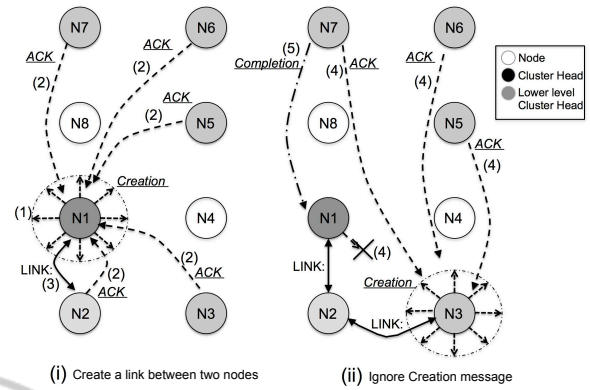 N7
N6
ACK
(2)
ACK
(2)
ACK
(2)
N8
N5
Creation
(1)
N1
N4
LINK:
(3)
(2)
ACK
(2)
ACK
N2
N3
(i) Create a link between two nodes
N7
(5)
Completion
ACK
(4)
N6
ACK
(4)
N8
N5
ACK
(4)
N1
(4)
N4
LINK:
Creation
N2
LINK:
N3
(ii) Ignore Creation message
Node
Cluster Head
Lower level
Cluster Head